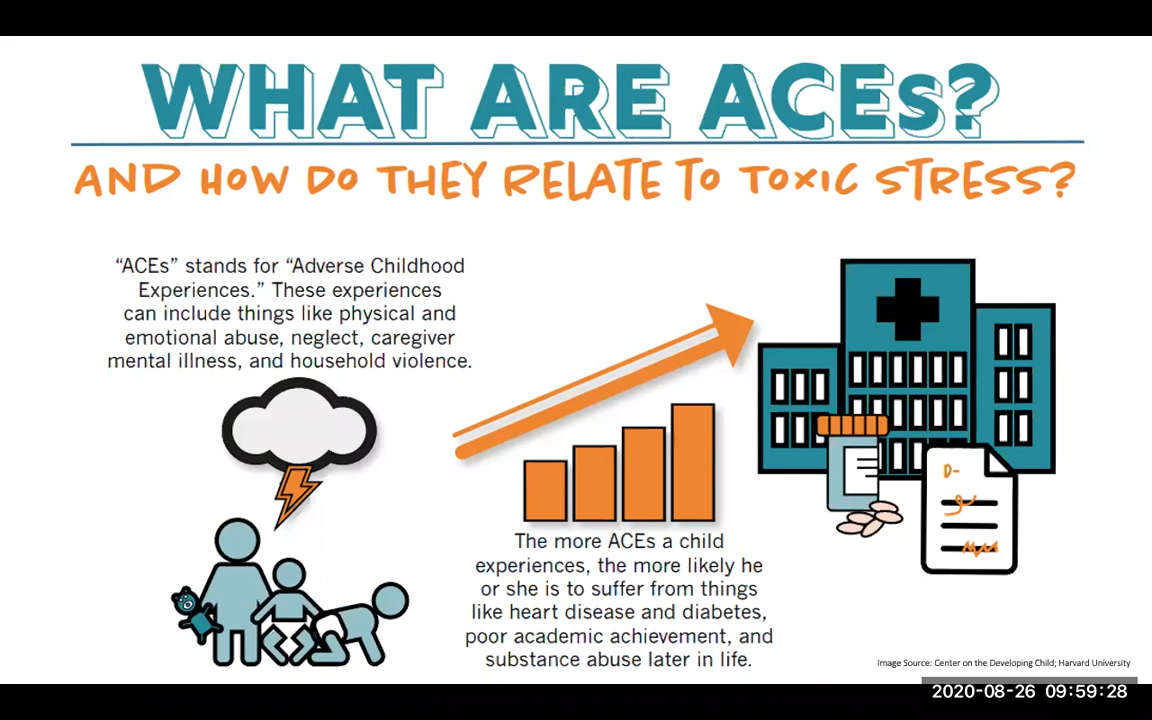 WHAT ARE ACEs?
AND HOW DO THEY RELATE TO TOXIC STRESS?
“ACEs” stands for “Adverse Childhood
Experiences.” These experiences
can include things like physical and
emotional abuse, neglect, caregiver
mental illness, and household violence.
D-
The more ACEs a child
experiences, the more likely he
or she is to suffer from things
like heart disease and diabetes,
poor academic achievement, and
substance abuse later in life.
Image Source: Center on the Developing Child; Harvard University
2020-08-26 09:59:28